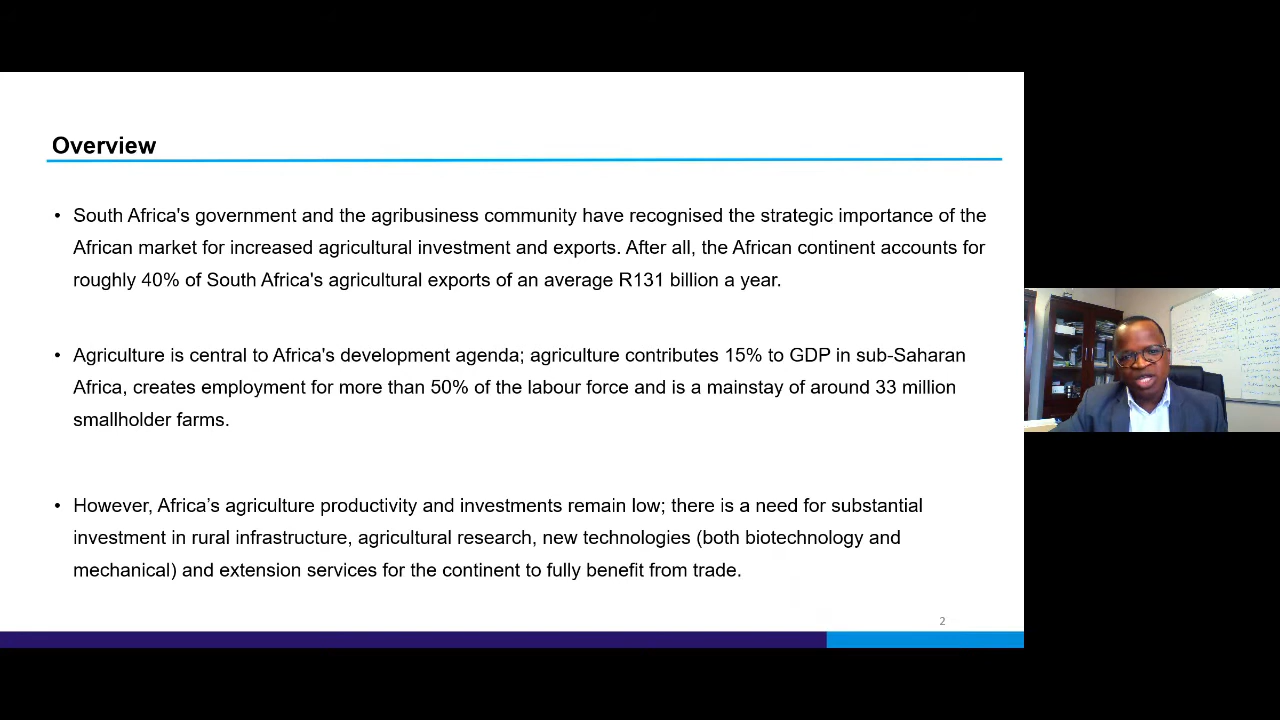 Overview
• South Africa's government and the agribusiness community have recognised the strategic importance of the
African market for increased agricultural investment and exports. After all, the African continent accounts for
roughly 40% of South Africa's agricultural exports of an average R131 billion a year.
• Agriculture is central to Africa's development agenda; agriculture contributes 15% to GDP in sub-Saharan
Africa, creates employment for more than 50% of the labour force and is a mainstay of around 33 million
smallholder farms.
• However, Africa’s agriculture productivity and investments remain low; there is a need for substantial
investment in rural infrastructure, agricultural research, new technologies (both biotechnology and
mechanical) and extension services for the continent to fully benefit from trade.
2